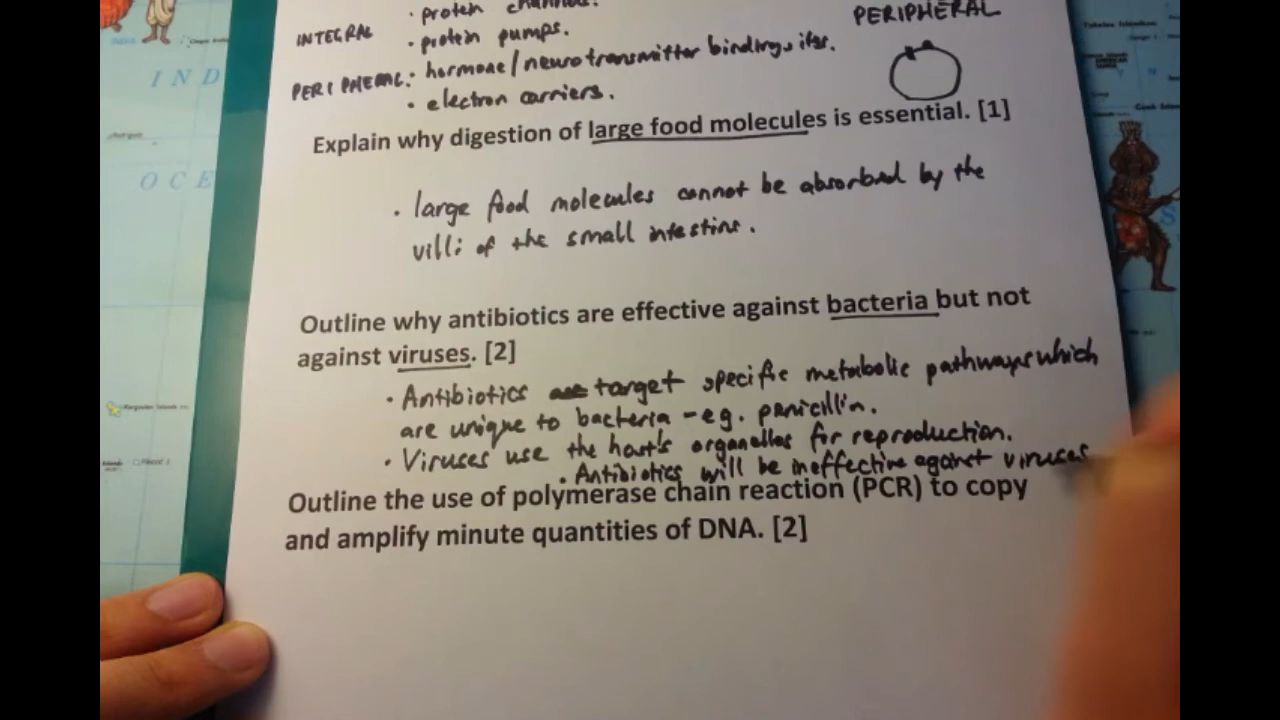 · protein channels.
PERIPHERAL
INTEGRAL
· protein pumps.
PERIPHERAL: · hormone/neurotransmitter binding sites.
· electron carriers.
Explain why digestion of large food molecules is essential. [1]
· large food molecules cannot be absorbed by the
villi of the small intestine.
Outline why antibiotics are effective against bacteria but not
against viruses. [2]
· Antibiotics target specific metabolic pathways which
are unique to bacteria - eg. penicillin.
· Viruses use the host's organelles for reproduction.
· Antibiotics will be ineffective against viruses
Outline the use of polymerase chain reaction (PCR) to copy
and amplify minute quantities of DNA. [2]
IND
OCE